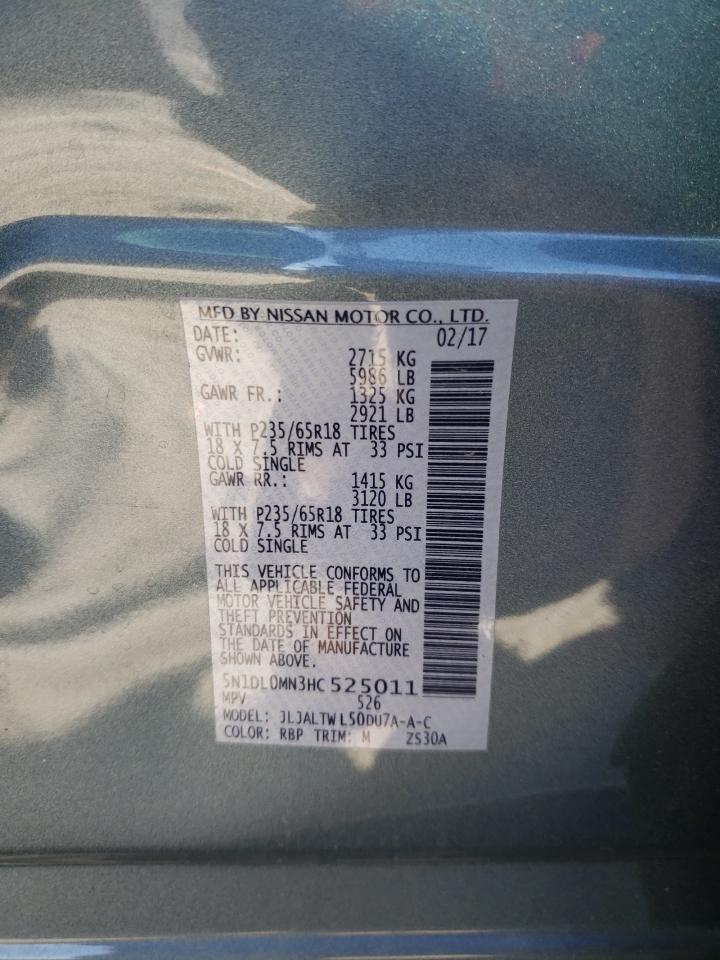 MFD BY NISSAN MOTOR CO., LTD.
DATE: 02/17
GVWR: 2715 KG
5986 LB
GAWR FR.: 1325 KG
2921 LB
WITH P235/65R18 TIRES
18 X 7.5 RIMS AT 33 PSI
COLD SINGLE
GAWR RR.: 1415 KG
3120 LB
WITH P235/65R18 TIRES
18 X 7.5 RIMS AT 33 PSI
COLD SINGLE
THIS VEHICLE CONFORMS TO
ALL APPLICABLE FEDERAL
MOTOR VEHICLE SAFETY AND
THEFT PREVENTION
STANDARDS IN EFFECT ON
THE DATE OF MANUFACTURE
SHOWN ABOVE.
5N1DL0MN3HC525011
MPV 526
MODEL: JLJALTWL50DU7A-A-C
COLOR: RBP TRIM: M ZS30A